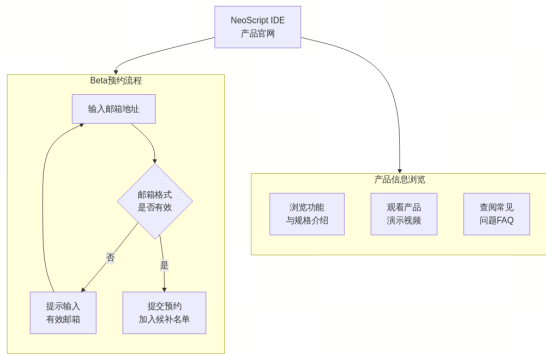 NeoScript IDE
产品官网
Beta预约流程
输入邮箱地址
邮箱格式
是否有效
否
是
提示输入
有效邮箱
提交预约
加入候补名单
产品信息浏览
浏览功能
与规格介绍
观看产品
演示视频
查阅常见
问题FAQ